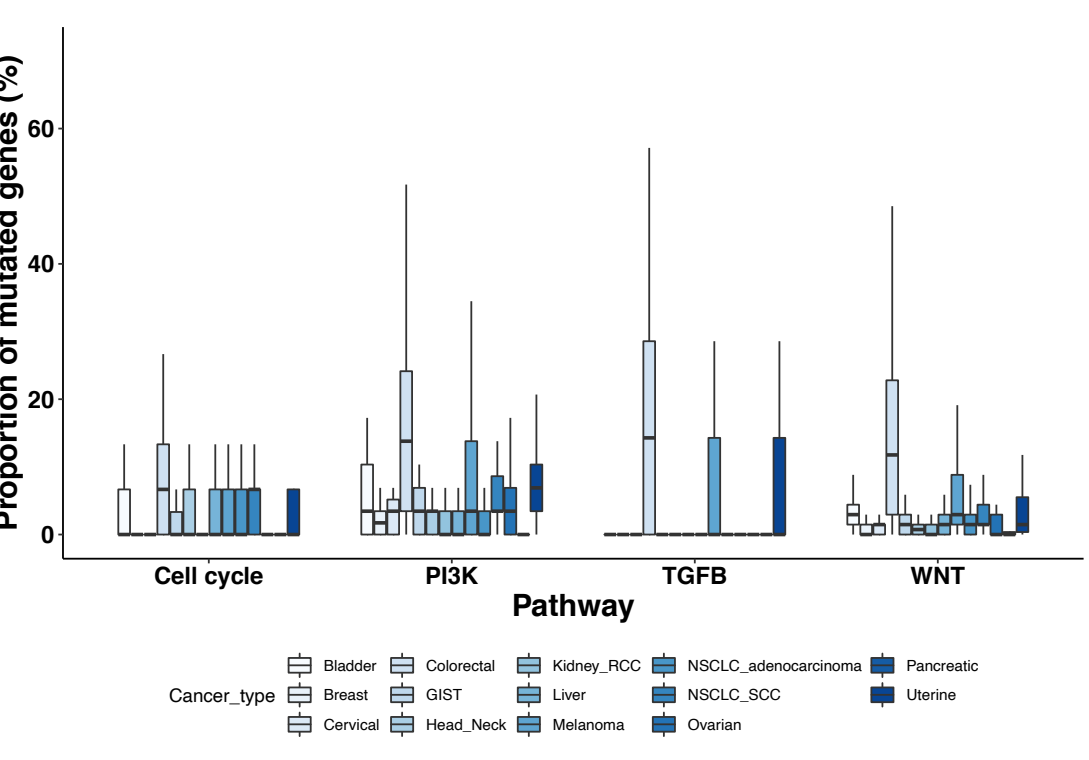 Proportion of mutated genes (%)
60
40
20
0
Cell cycle PI3K TGFB WNT
Pathway
Bladder Colorectal Kidney_RCC NSCLC_adenocarcinoma Pancreatic
Cancer_type Breast GIST Liver NSCLC_SCC Uterine
Cervical Head_Neck Melanoma Ovarian